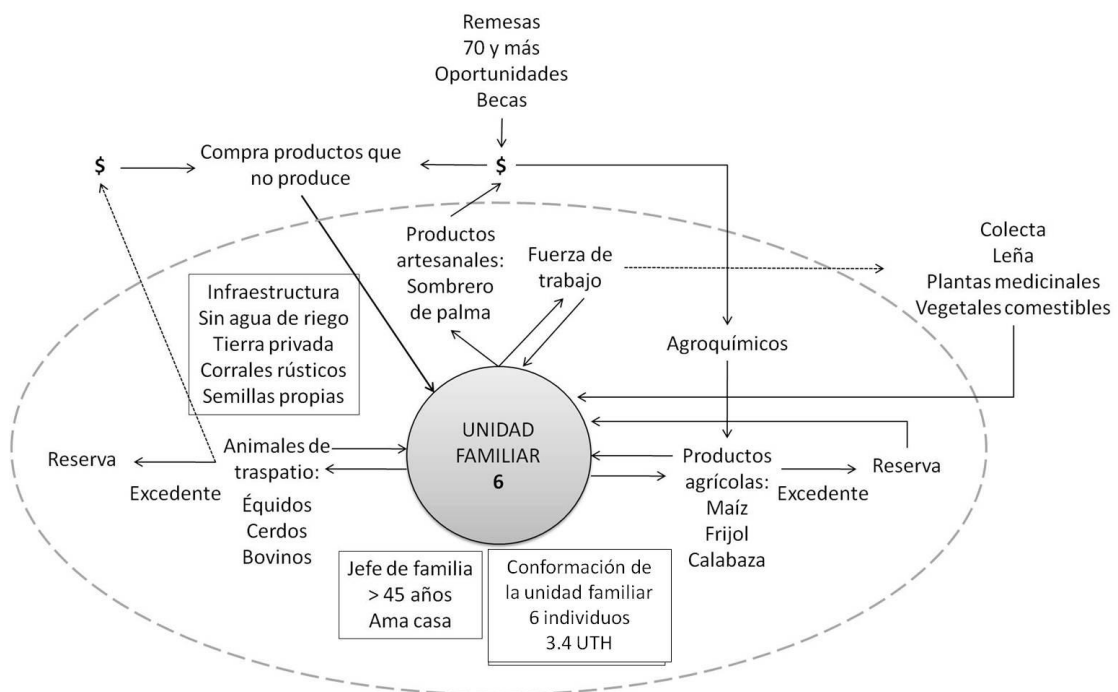 Remesas
70 y más
Oportunidades
Becas
$
Compra productos que
no produce
$
Productos
artesanales:
Sombrero
de palma
Fuerza de
trabajo
Colecta
Leña
Plantas medicinales
Vegetales comestibles
Infraestructura
Sin agua de riego
Tierra privada
Corrales rústicos
Semillas propias
Agroquímicos
Reserva
Excedente
Animales de
traspatio:
Équidos
Cerdos
Bovinos
UNIDAD
FAMILIAR
6
Productos
agrícolas:
Maíz
Frijol
Calabaza
Excedente
Reserva
Jefe de familia
> 45 años
Ama casa
Conformación de
la unidad familiar
6 individuos
3.4 UTH